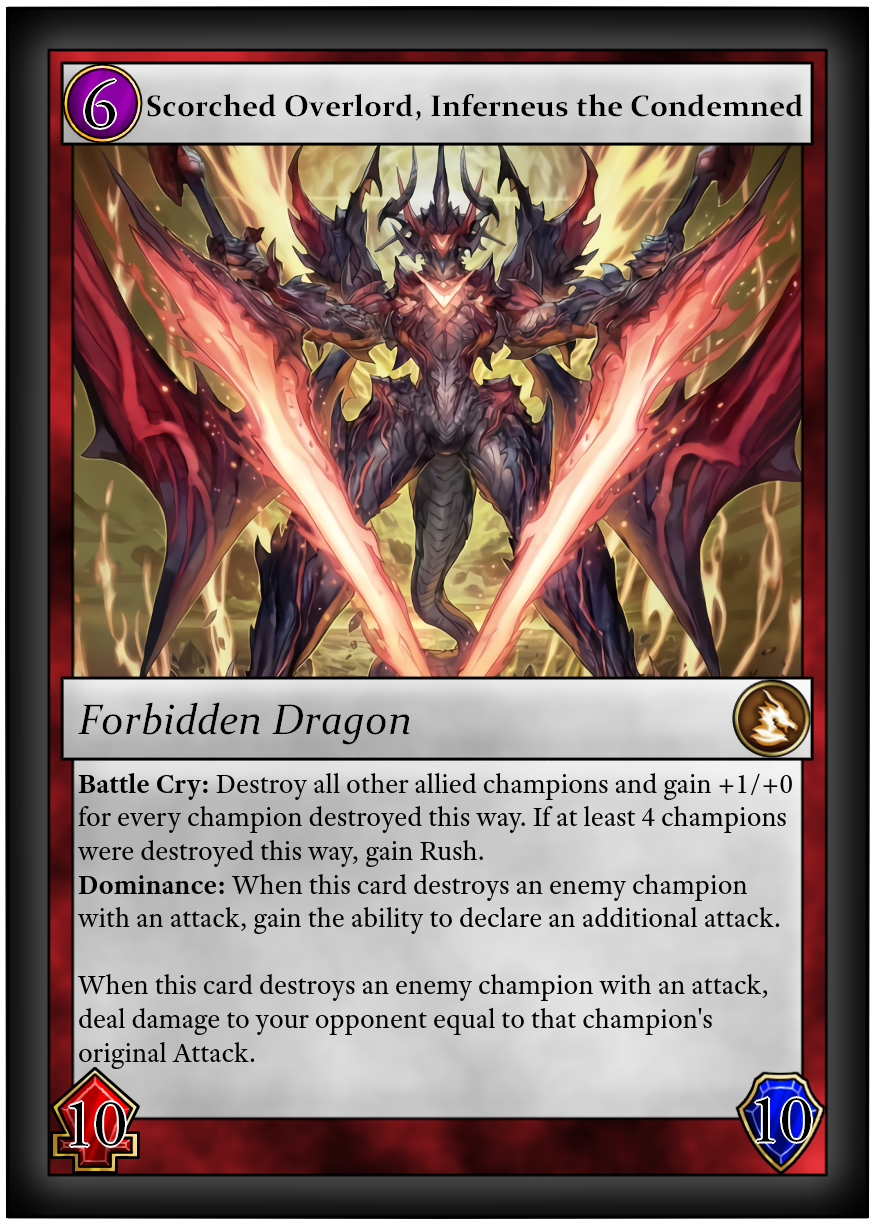 6
Scorched Overlord, Inferneus the Condemned
Forbidden Dragon
Battle Cry: Destroy all other allied champions and gain +1/+0
for every champion destroyed this way. If at least 4 champions
were destroyed this way, gain Rush.
Dominance: When this card destroys an enemy champion
with an attack, gain the ability to declare an additional attack.
When this card destroys an enemy champion with an attack,
deal damage to your opponent equal to that champion's
original Attack.
10
10